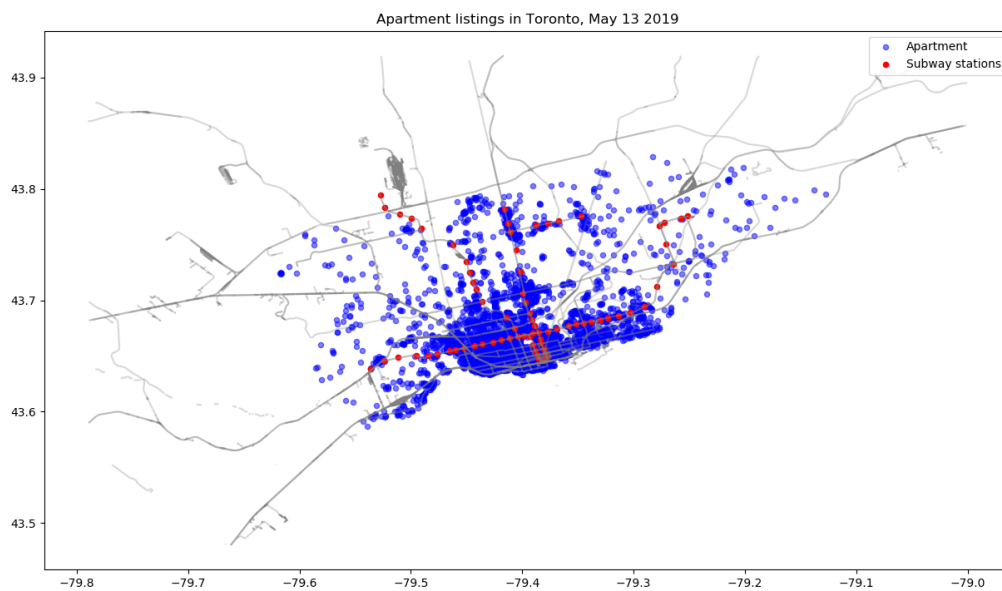 Apartment listings in Toronto, May 13 2019
Apartment
Subway stations
43.9
43.8
43.7
43.6
43.5
−79.8 −79.7 −79.6 −79.5 −79.4 −79.3 −79.2 −79.1 −79.0